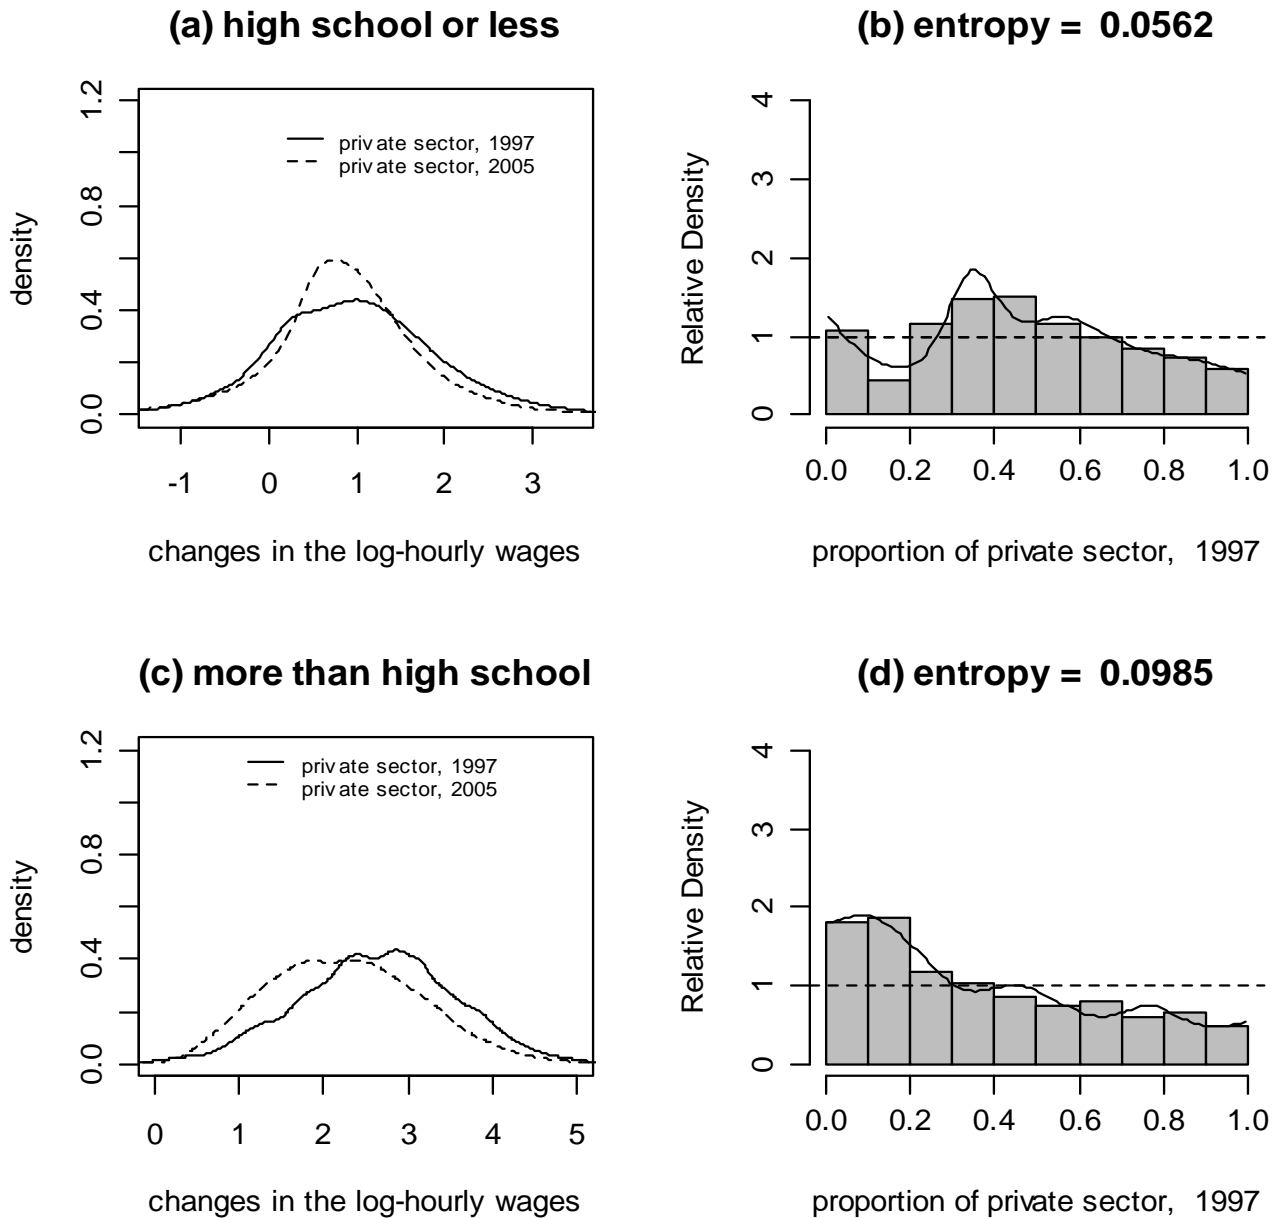 (a) high school or less
density
0.0 0.4 0.8 1.2
private sector, 1997
private sector, 2005
-1 0 1 2 3
changes in the log-hourly wages
(b) entropy = 0.0562
Relative Density
0 1 2 3 4
0.0 0.2 0.4 0.6 0.8 1.0
proportion of private sector, 1997
(c) more than high school
density
0.0 0.4 0.8 1.2
private sector, 1997
private sector, 2005
0 1 2 3 4 5
changes in the log-hourly wages
(d) entropy = 0.0985
Relative Density
0 1 2 3 4
0.0 0.2 0.4 0.6 0.8 1.0
proportion of private sector, 1997